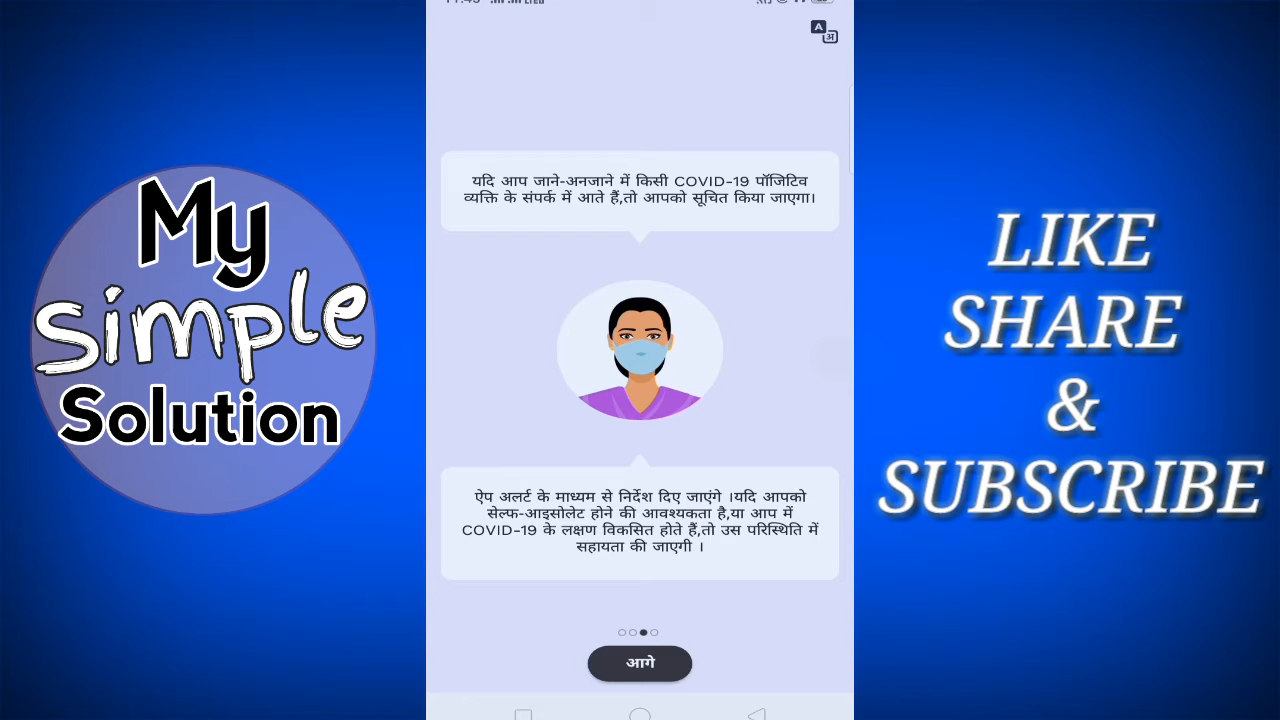 My
Simple
Solution
A
अ
यदि आप जाने-अनजाने में किसी COVID-19 पॉजिटिव
व्यक्ति के संपर्क में आते हैं,तो आपको सूचित किया जाएगा।
ऐप अलर्ट के माध्यम से निर्देश दिए जाएंगे ।यदि आपको
सेल्फ-आइसोलेट होने की आवश्यकता है,या आप में
COVID-19 के लक्षण विकसित होते हैं,तो उस परिस्थिति में
सहायता की जाएगी ।
आगे
LIKE
SHARE
&
SUBSCRIBE